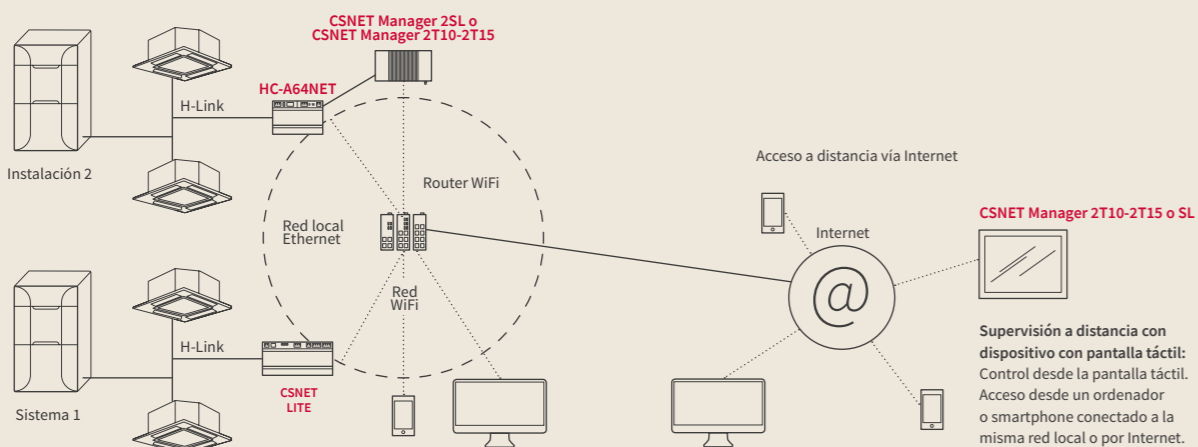 CSNET Manager 2SL o
CSNET Manager 2T10-2T15
HC-A64NET
H-Link
Instalación 2
Router WiFi
Red local
Ethernet
Red
WiFi
H-Link
CSNET
LITE
Sistema 1
Acceso a distancia vía Internet
Internet
@
CSNET Manager 2T10-2T15 o SL
Supervisión a distancia con
dispositivo con pantalla táctil:
Control desde la pantalla táctil.
Acceso desde un ordenador
o smartphone conectado a la
misma red local o por Internet.